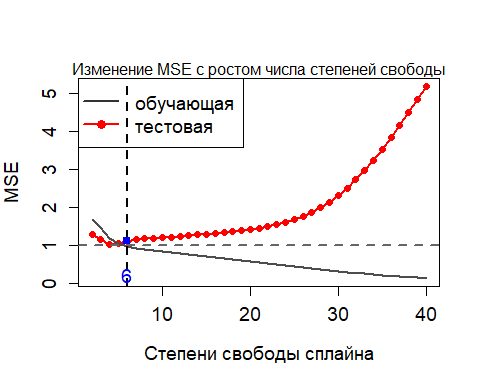 Изменение MSE с ростом числа степеней свободы
обучающая
тестовая
MSE
5
4
3
2
1
0
6
10 20 30 40
Степени свободы сплайна